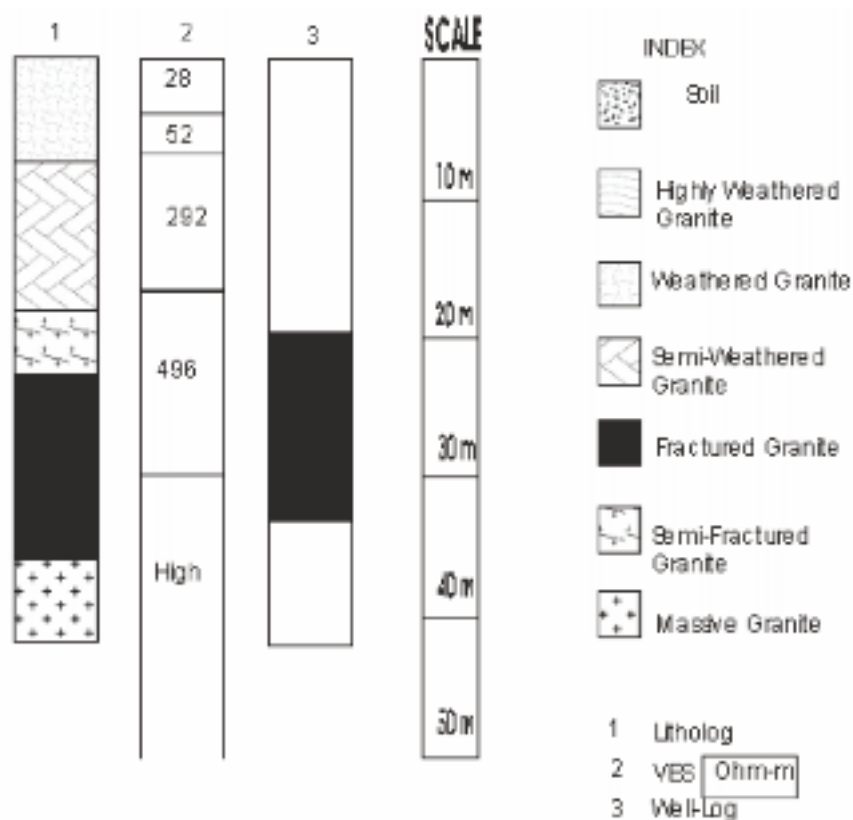 1
2
3
SCALE
28
52
292
496
High
10 m
20 m
30 m
40 m
50 m
INDEX
Soil
Highly Weathered
Granite
Weathered Granite
Semi-Weathered
Granite
Fractured Granite
Semi-Fractured
Granite
Massive Granite
1 Litholog
2 VES Ohm-m
3 Well-Log